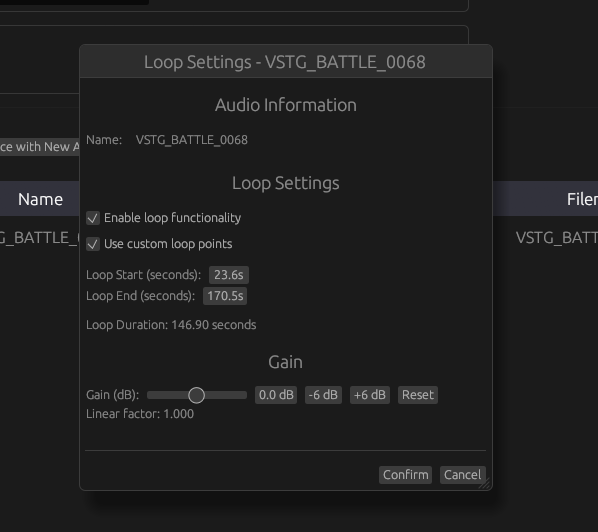 Loop Settings - VSTG_BATTLE_0068
Audio Information
Name: VSTG_BATTLE_0068
ce with New A
Loop Settings
Name
Filer
Enable loop functionality
G_BATTLE_
VSTG_BATT
Use custom loop points
Loop Start (seconds): 23.6s
Loop End (seconds): 170.5s
Loop Duration: 146.90 seconds
Gain
Gain (dB): 0.0 dB -6 dB +6 dB Reset
Linear factor: 1.000
Confirm Cancel